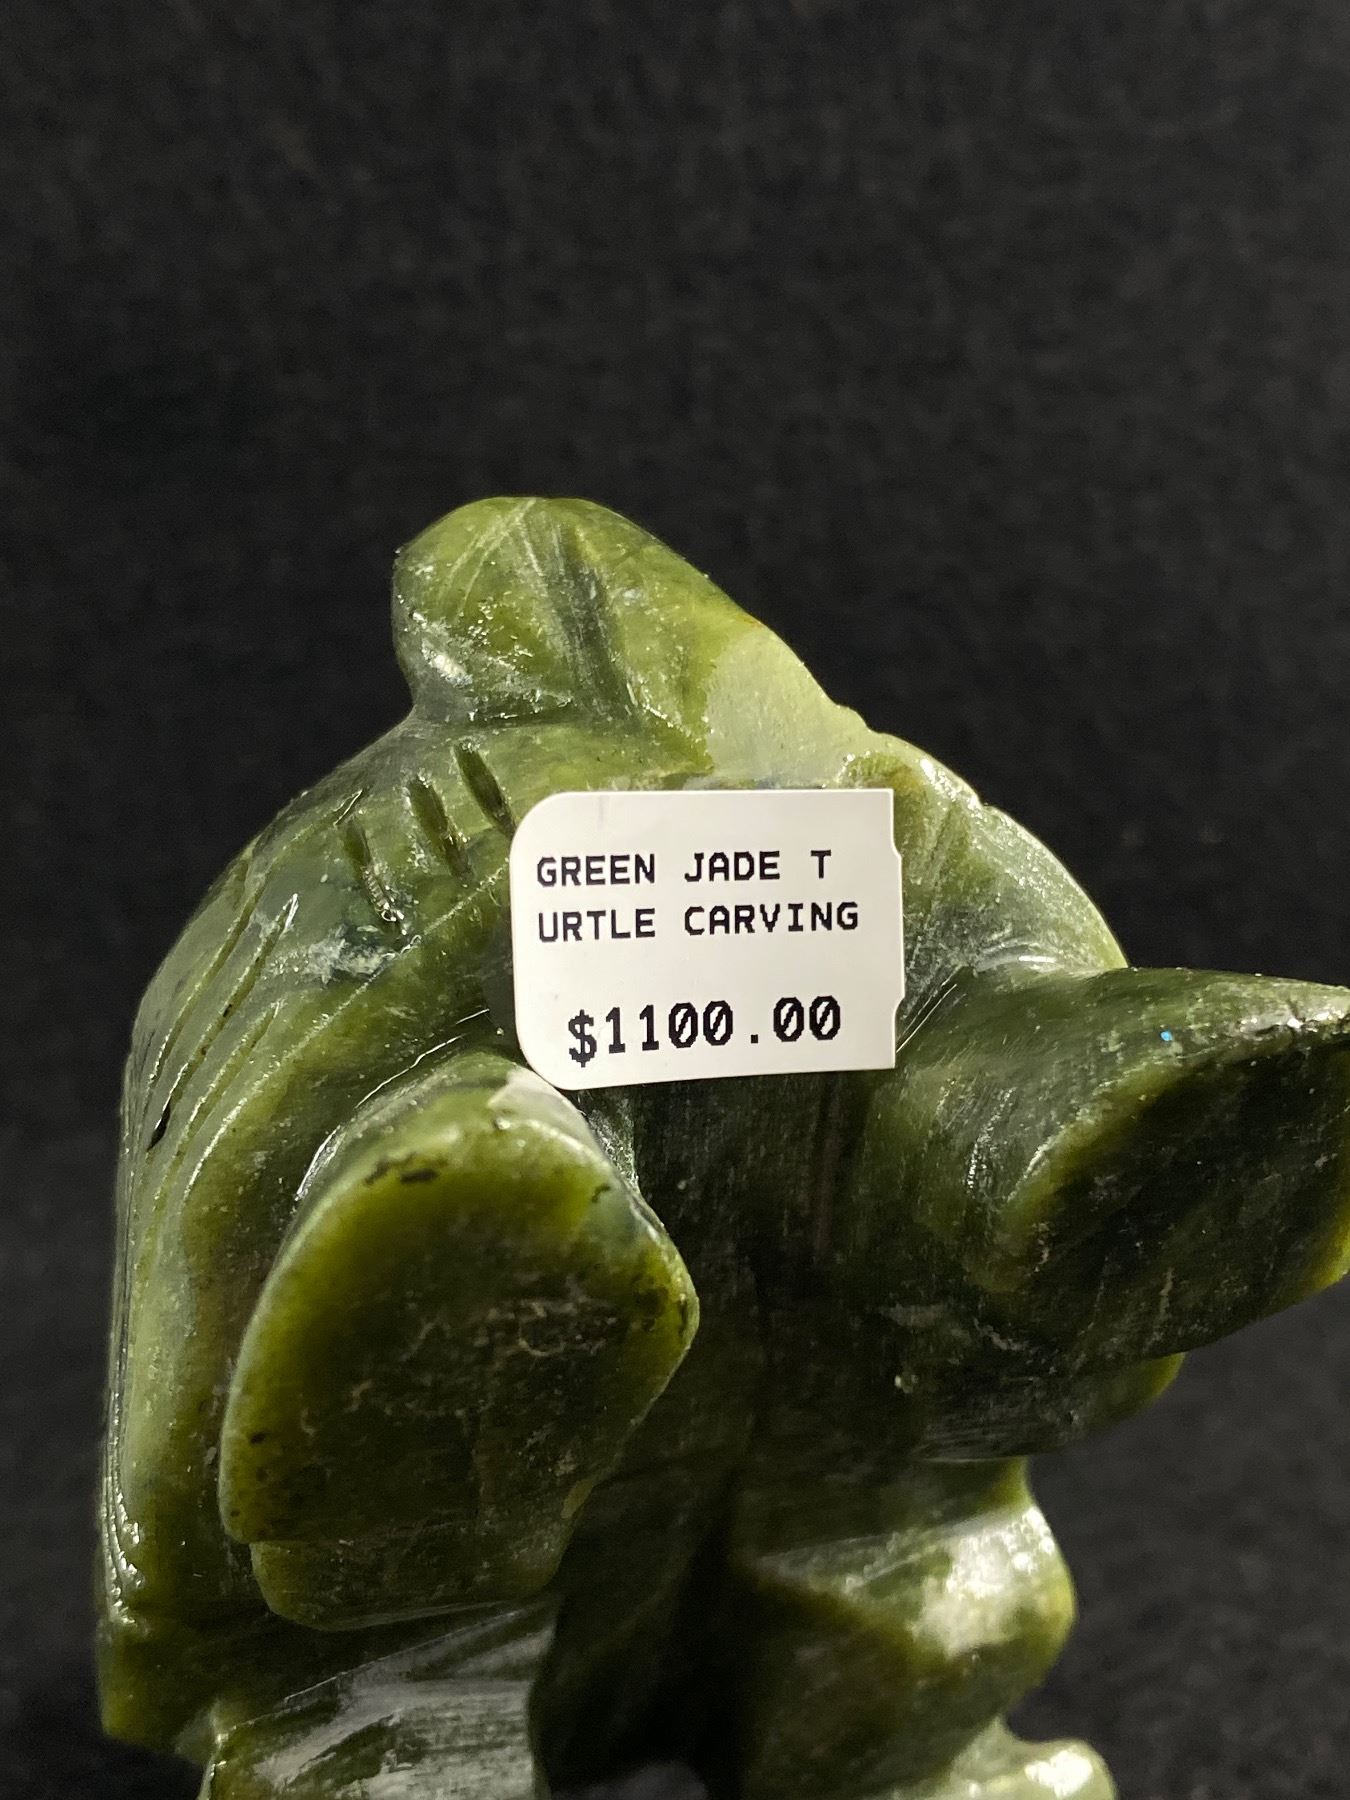 GREEN JADE T
URTLE CARVING
$1100.00